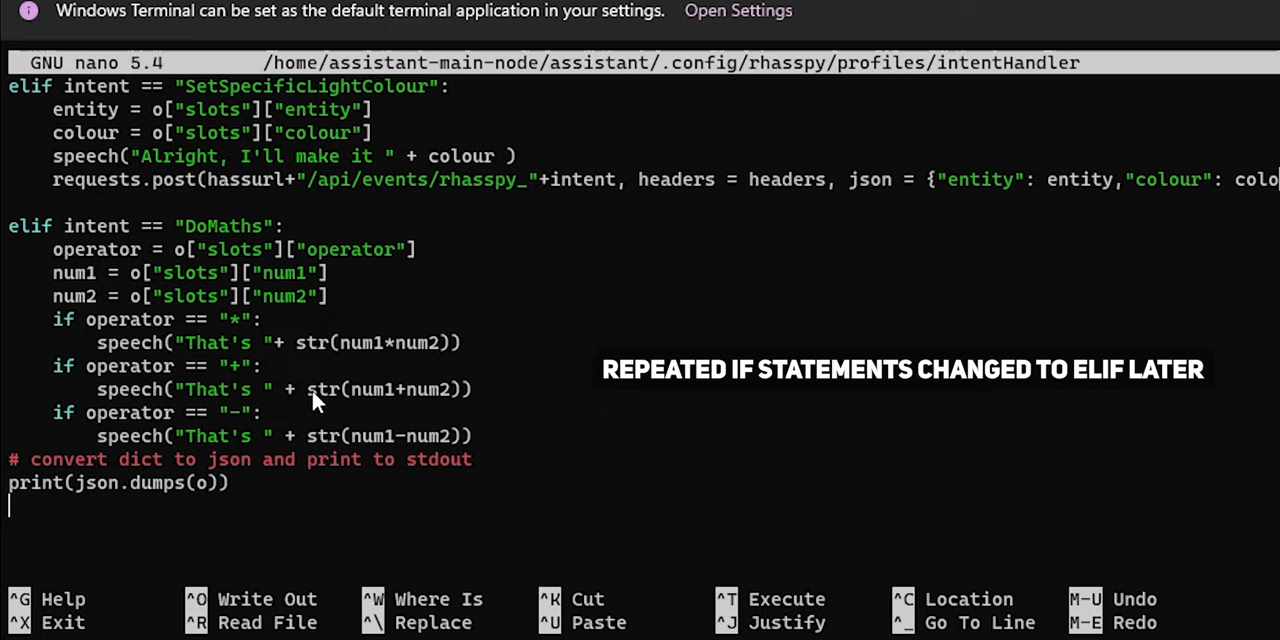 Windows Terminal can be set as the default terminal application in your settings. Open Settings
GNU nano 5.4 /home/assistant-main-node/assistant/.config/rhasspy/profiles/intentHandler
elif intent == "SetSpecificLightColour":
    entity = o["slots"]["entity"]
    colour = o["slots"]["colour"]
    speech("Alright, I'll make it " + colour )
    requests.post(hassurl+"/api/events/rhasspy_"+intent, headers = headers, json = {"entity": entity,"colour": colo
elif intent == "DoMaths":
    operator = o["slots"]["operator"]
    num1 = o["slots"]["num1"]
    num2 = o["slots"]["num2"]
    if operator == "*":
        speech("That's "+ str(num1*num2))
    if operator == "+":
REPEATED IF STATEMENTS CHANGED TO ELIF LATER
        speech("That's " + str(num1+num2))
    if operator == "-":
        speech("That's " + str(num1-num2))
# convert dict to json and print to stdout
print(json.dumps(o))
^G Help ^O Write Out ^W Where Is ^K Cut ^T Execute ^C Location M-U Undo
^X Exit ^R Read File ^\ Replace ^U Paste ^J Justify ^_ Go To Line M-E Redo